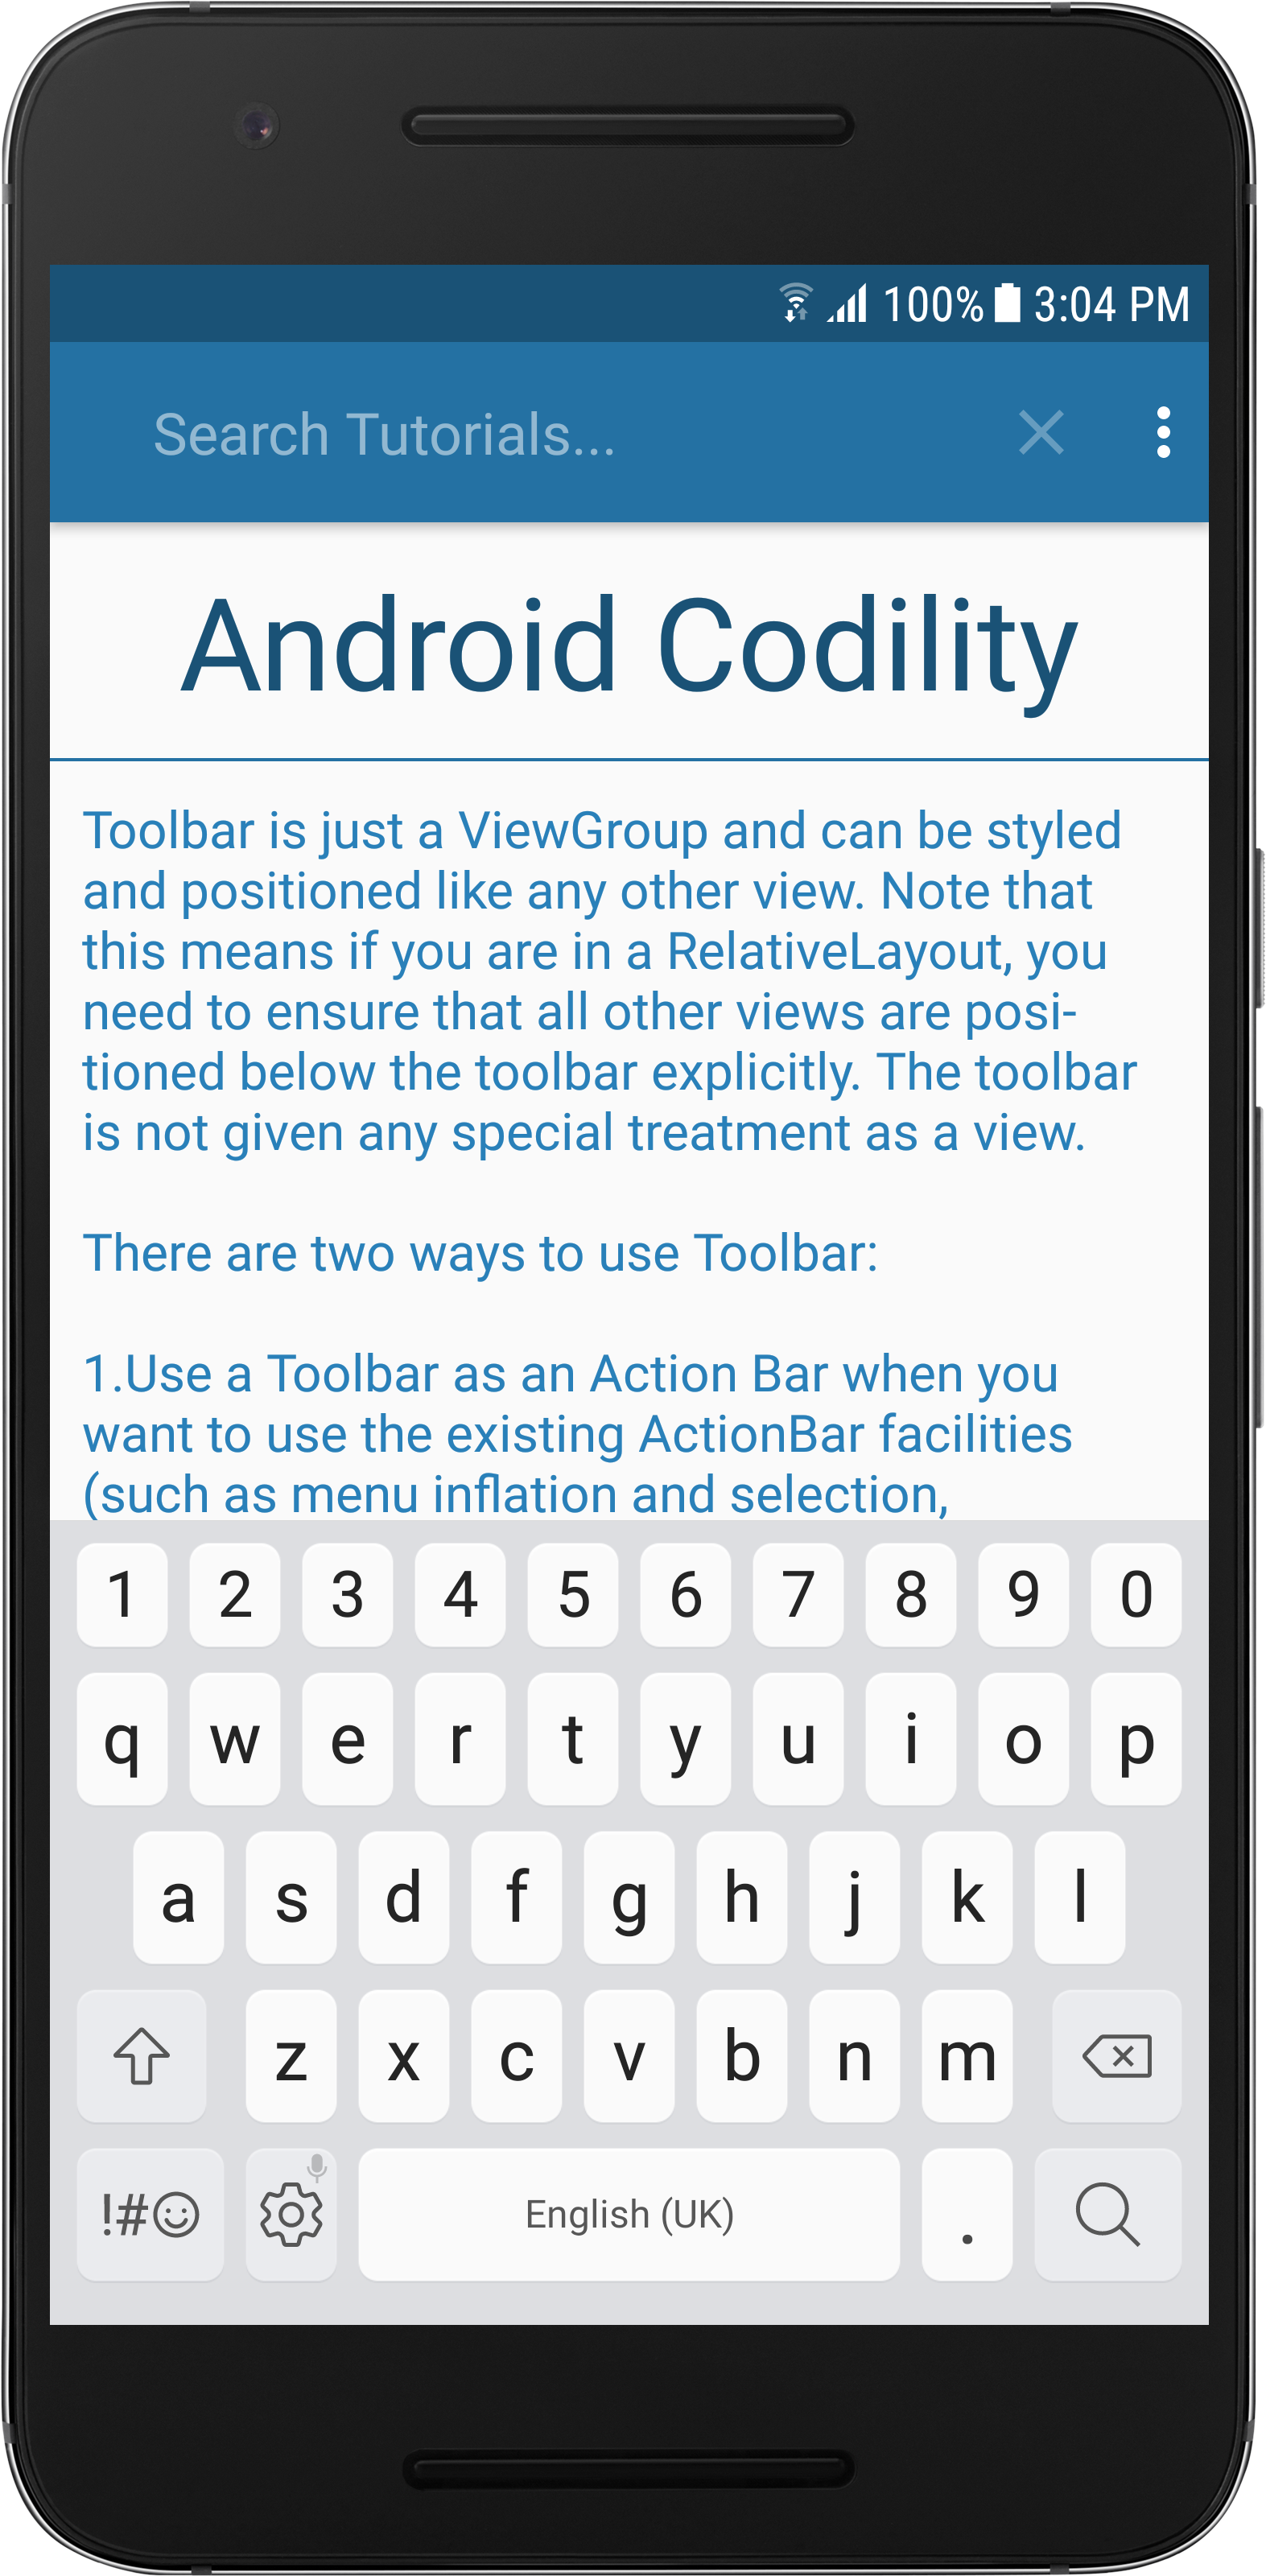 100% 3:04 PM
Search Tutorials...
Android Codility
Toolbar is just a ViewGroup and can be styled
and positioned like any other view. Note that
this means if you are in a RelativeLayout, you
need to ensure that all other views are posi-
tioned below the toolbar explicitly. The toolbar
is not given any special treatment as a view.
There are two ways to use Toolbar:
1.Use a Toolbar as an Action Bar when you
want to use the existing ActionBar facilities
(such as menu inflation and selection,
1 2 3 4 5 6 7 8 9 0
q w e r t y u i o p
a s d f g h j k l
z x c v b n m
!#☺ English (UK) .